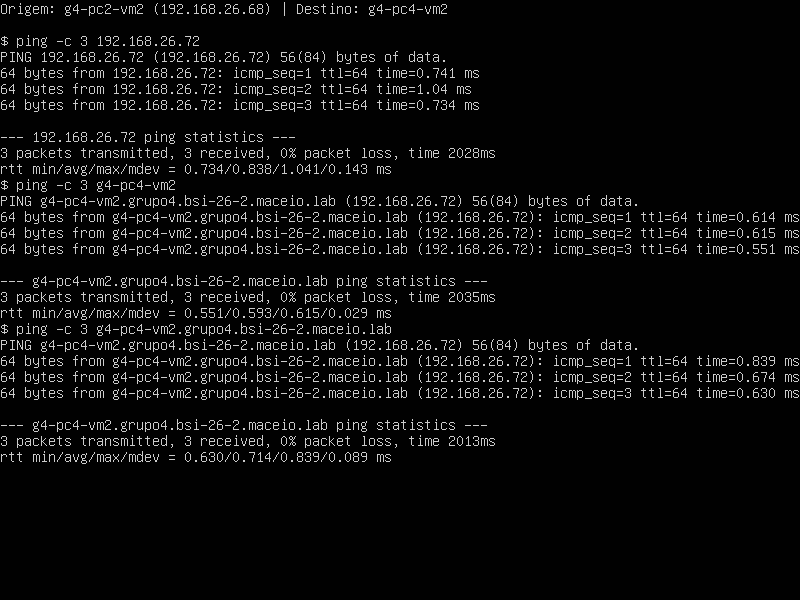 Origem: g4-pc2-vm2 (192.168.26.68) | Destino: g4-pc4-vm2
$ ping -c 3 192.168.26.72
PING 192.168.26.72 (192.168.26.72) 56(84) bytes of data.
64 bytes from 192.168.26.72: icmp_seq=1 ttl=64 time=0.741 ms
64 bytes from 192.168.26.72: icmp_seq=2 ttl=64 time=1.04 ms
64 bytes from 192.168.26.72: icmp_seq=3 ttl=64 time=0.734 ms
--- 192.168.26.72 ping statistics ---
3 packets transmitted, 3 received, 0% packet loss, time 2028ms
rtt min/avg/max/mdev = 0.734/0.838/1.041/0.143 ms
$ ping -c 3 g4-pc4-vm2
PING g4-pc4-vm2.grupo4.bsi-26-2.maceio.lab (192.168.26.72) 56(84) bytes of data.
64 bytes from g4-pc4-vm2.grupo4.bsi-26-2.maceio.lab (192.168.26.72): icmp_seq=1 ttl=64 time=0.614 ms
64 bytes from g4-pc4-vm2.grupo4.bsi-26-2.maceio.lab (192.168.26.72): icmp_seq=2 ttl=64 time=0.615 ms
64 bytes from g4-pc4-vm2.grupo4.bsi-26-2.maceio.lab (192.168.26.72): icmp_seq=3 ttl=64 time=0.551 ms
--- g4-pc4-vm2.grupo4.bsi-26-2.maceio.lab ping statistics ---
3 packets transmitted, 3 received, 0% packet loss, time 2035ms
rtt min/avg/max/mdev = 0.551/0.593/0.615/0.029 ms
$ ping -c 3 g4-pc4-vm2.grupo4.bsi-26-2.maceio.lab
PING g4-pc4-vm2.grupo4.bsi-26-2.maceio.lab (192.168.26.72) 56(84) bytes of data.
64 bytes from g4-pc4-vm2.grupo4.bsi-26-2.maceio.lab (192.168.26.72): icmp_seq=1 ttl=64 time=0.839 ms
64 bytes from g4-pc4-vm2.grupo4.bsi-26-2.maceio.lab (192.168.26.72): icmp_seq=2 ttl=64 time=0.674 ms
64 bytes from g4-pc4-vm2.grupo4.bsi-26-2.maceio.lab (192.168.26.72): icmp_seq=3 ttl=64 time=0.630 ms
--- g4-pc4-vm2.grupo4.bsi-26-2.maceio.lab ping statistics ---
3 packets transmitted, 3 received, 0% packet loss, time 2013ms
rtt min/avg/max/mdev = 0.630/0.714/0.839/0.089 ms